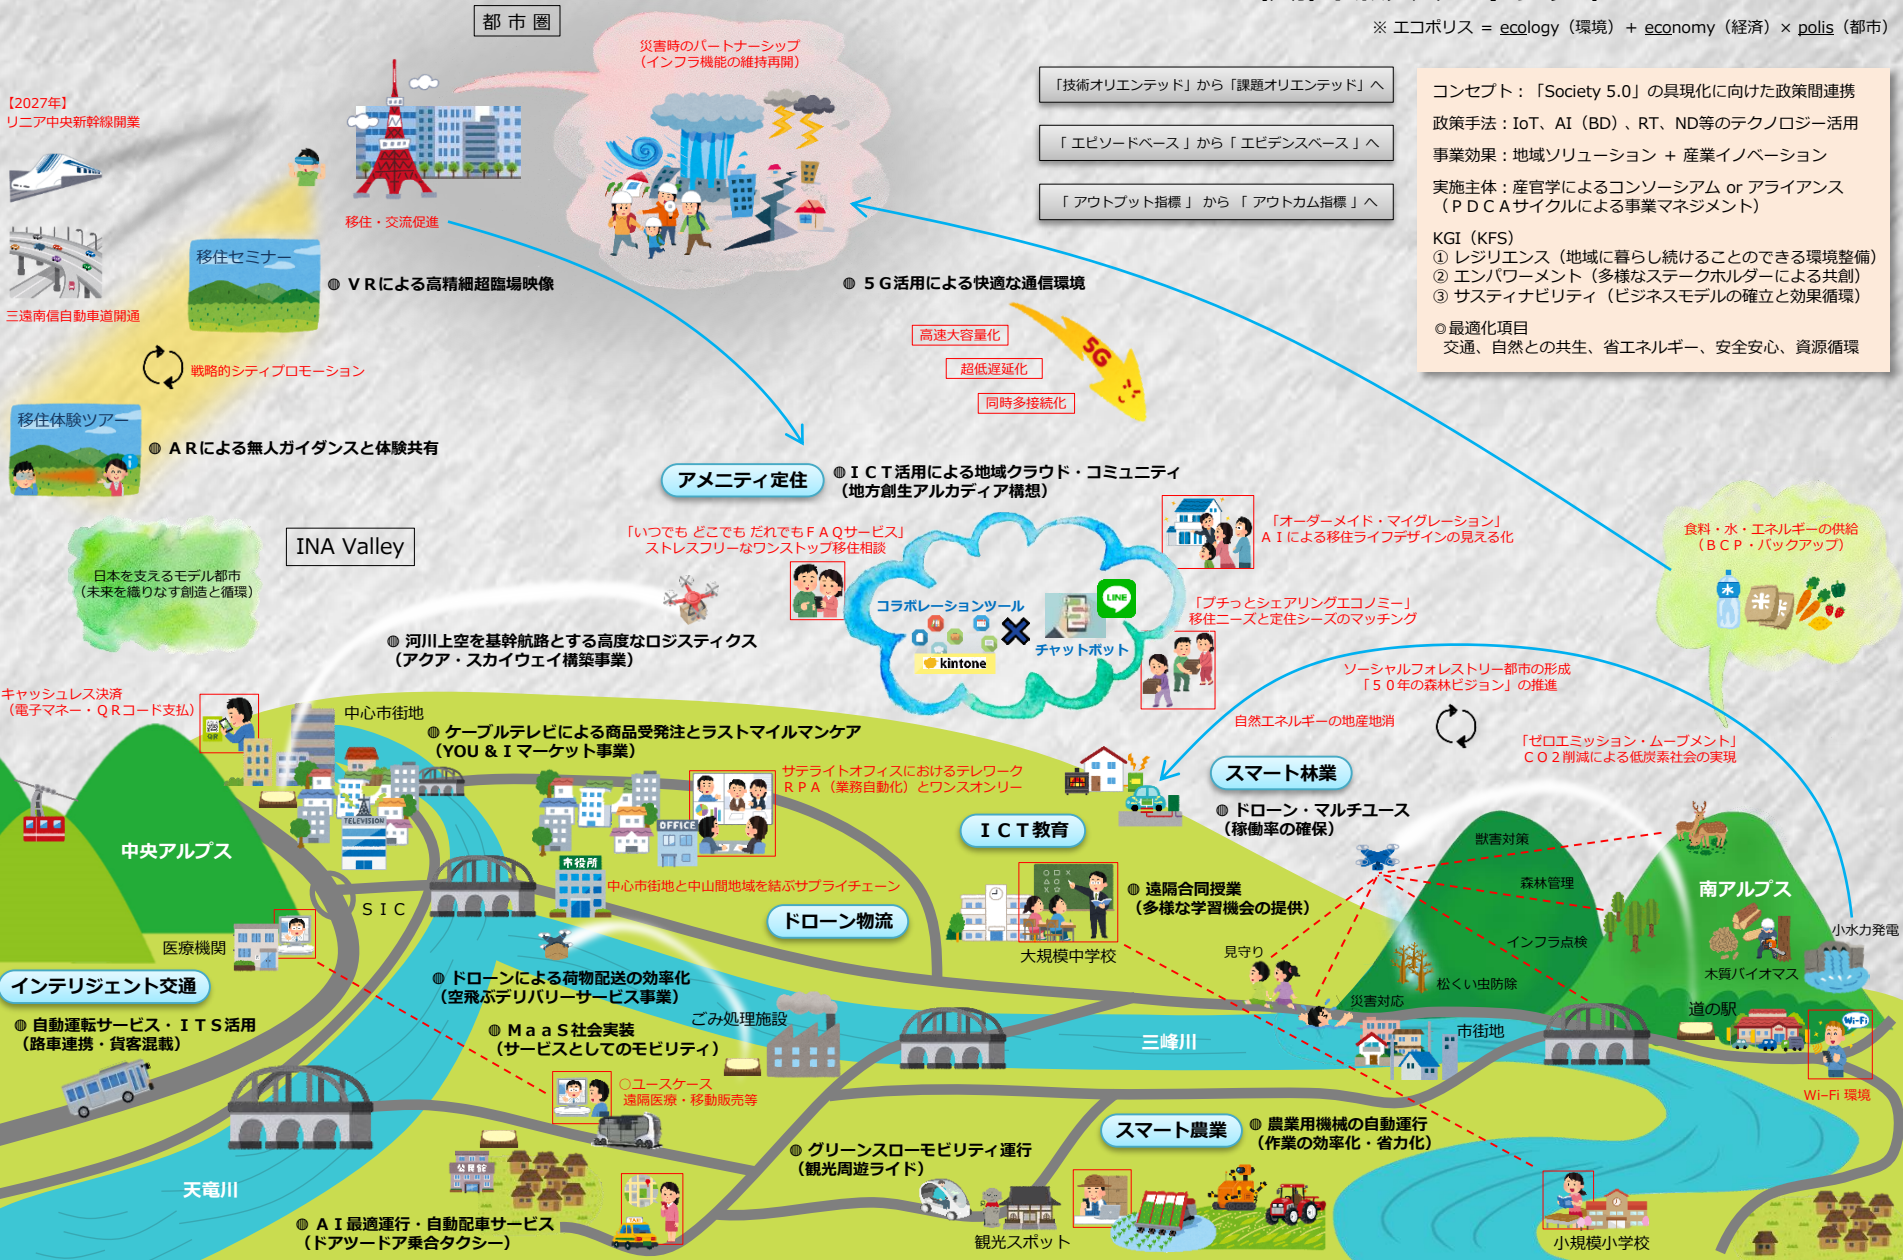 都 市 圏
※ エコポリス = ecology（環境）+ economy（経済）× polis（都市）
災害時のパートナーシップ
（インフラ機能の維持再開）
【2027年】
リニア中央新幹線開業
三遠南信自動車道開通
移住・交流促進
移住セミナー
◍ ＶＲによる高精細超臨場映像
戦略的シティプロモーション
移住体験ツアー
◍ ＡＲによる無人ガイダンスと体験共有
「技術オリエンテッド」から「課題オリエンテッド」へ
「 エピソードベース 」から「 エビデンスベース 」へ
「 アウトプット指標 」 から 「 アウトカム指標 」へ
コンセプト：「Society 5.0」の具現化に向けた政策間連携
政策手法：IoT、AI（BD）、RT、ND等のテクノロジー活用
事業効果：地域ソリューション + 産業イノベーション
実施主体：産官学によるコンソーシアム or アライアンス
（ＰＤＣＡサイクルによる事業マネジメント）
KGI（KFS）
① レジリエンス（地域に暮らし続けることのできる環境整備）
② エンパワーメント（多様なステークホルダーによる共創）
③ サスティナビリティ（ビジネスモデルの確立と効果循環）
◎最適化項目
交通、自然との共生、省エネルギー、安全安心、資源循環
◍ ５Ｇ活用による快適な通信環境
高速大容量化
超低遅延化
同時多接続化
5G
アメニティ定住
◍ＩＣＴ活用による地域クラウド・コミュニティ
（地方創生アルカディア構想）
INA Valley
日本を支えるモデル都市
（未来を織りなす創造と循環）
「いつでも どこでも だれでもＦＡＱサービス」
ストレスフリーなワンストップ移住相談
「オーダーメイド・マイグレーション」
ＡＩによる移住ライフデザインの見える化
コラボレーションツール
kintone
LINE
チャットボット
「プチっとシェアリングエコノミー」
移住ニーズと定住シーズのマッチング
食料・水・エネルギーの供給
（ＢＣＰ・バックアップ）
水
米
◍ 河川上空を基幹航路とする高度なロジスティクス
（アクア・スカイウェイ構築事業）
ソーシャルフォレストリー都市の形成
「５０年の森林ビジョン」の推進
自然エネルギーの地産地消
「ゼロエミッション・ムーブメント」
ＣＯ２削減による低炭素社会の実現
キャッシュレス決済
（電子マネー・ＱＲコード支払）
QR
中心市街地
◍ ケーブルテレビによる商品受発注とラストマイルマンケア
（YOU & I マーケット事業）
サテライトオフィスにおけるテレワーク
ＲＰＡ（業務自動化）とワンスオンリー
TELEVISION
OFFICE
市役所
中心市街地と中山間地域を結ぶサプライチェーン
ドローン物流
中央アルプス
ＳＩＣ
医療機関
インテリジェント交通
◍ 自動運転サービス・ＩＴＳ活用
（路車連携・貨客混載）
◍ ドローンによる荷物配送の効率化
（空飛ぶデリバリーサービス事業）
◍ ＭａａＳ社会実装
（サービスとしてのモビリティ）
○ユースケース
遠隔医療・移動販売等
ごみ処理施設
ＩＣＴ教育
◍ 遠隔合同授業
（多様な学習機会の提供）
大規模中学校
スマート林業
◍ ドローン・マルチユース
（稼働率の確保）
獣害対策
森林管理
インフラ点検
松くい虫防除
見守り
災害対応
南アルプス
木質バイオマス
小水力発電
道の駅
市街地
Wi-Fi
Wi−Fi 環境
三峰川
天竜川
公民館
◍ ＡＩ最適運行・自動配車サービス
（ドアツードア乗合タクシー）
TAXI
◍ グリーンスローモビリティ運行
（観光周遊ライド）
観光スポット
スマート農業
◍ 農業用機械の自動運行
（作業の効率化・省力化）
小規模小学校